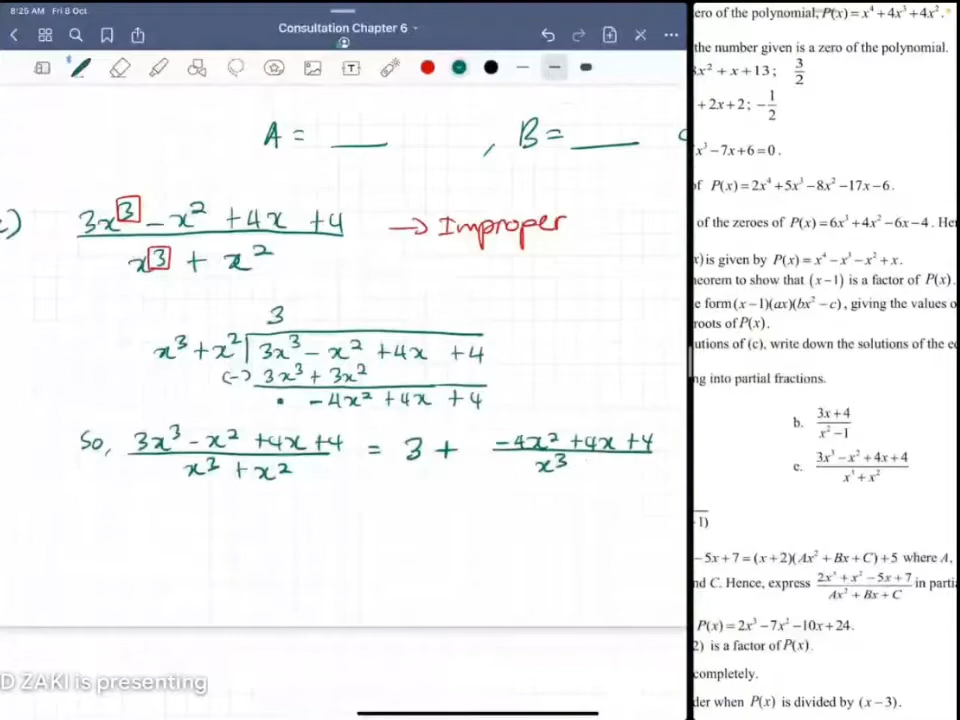 8:25 AM Fri 8 Oct
Consultation Chapter 6
A = ___ , B = ___
c) 3x³ - x² + 4x + 4 / x³ + x² → Improper
3
x³ + x² √ 3x³ - x² + 4x + 4
(-) 3x³ + 3x²
• - 4x² + 4x + 4
So, 3x³ - x² + 4x + 4 / x³ + x² = 3 + -4x² + 4x + 4 / x³
D ZAKI is presenting
ero of the polynomial, P(x) = x⁴ + 4x³ + 4x².
the number given is a zero of the polynomial.
x² + x + 13; 3/2
+ 2x + 2; -1/2
x³ - 7x + 6 = 0.
of P(x) = 2x⁴ + 5x³ - 8x² - 17x - 6.
of the zeroes of P(x) = 6x³ + 4x² - 6x - 4. Her
x) is given by P(x) = x⁴ - x³ - x² + x.
heorem to show that (x - 1) is a factor of P(x).
e form (x - 1)(ax)(bx² - c), giving the values o
roots of P(x).
utions of (c), write down the solutions of the e
ng into partial fractions.
b. 3x + 4 / x² - 1
c. 3x³ - x² + 4x + 4 / x³ + x²
-1)
- 5x + 7 = (x + 2)(Ax² + Bx + C) + 5 where A,
nd C. Hence, express 2x³ + x² - 5x + 7 / Ax² + Bx + C in partia
P(x) = 2x³ - 7x² - 10x + 24.
2) is a factor of P(x).
completely.
der when P(x) is divided by (x - 3).